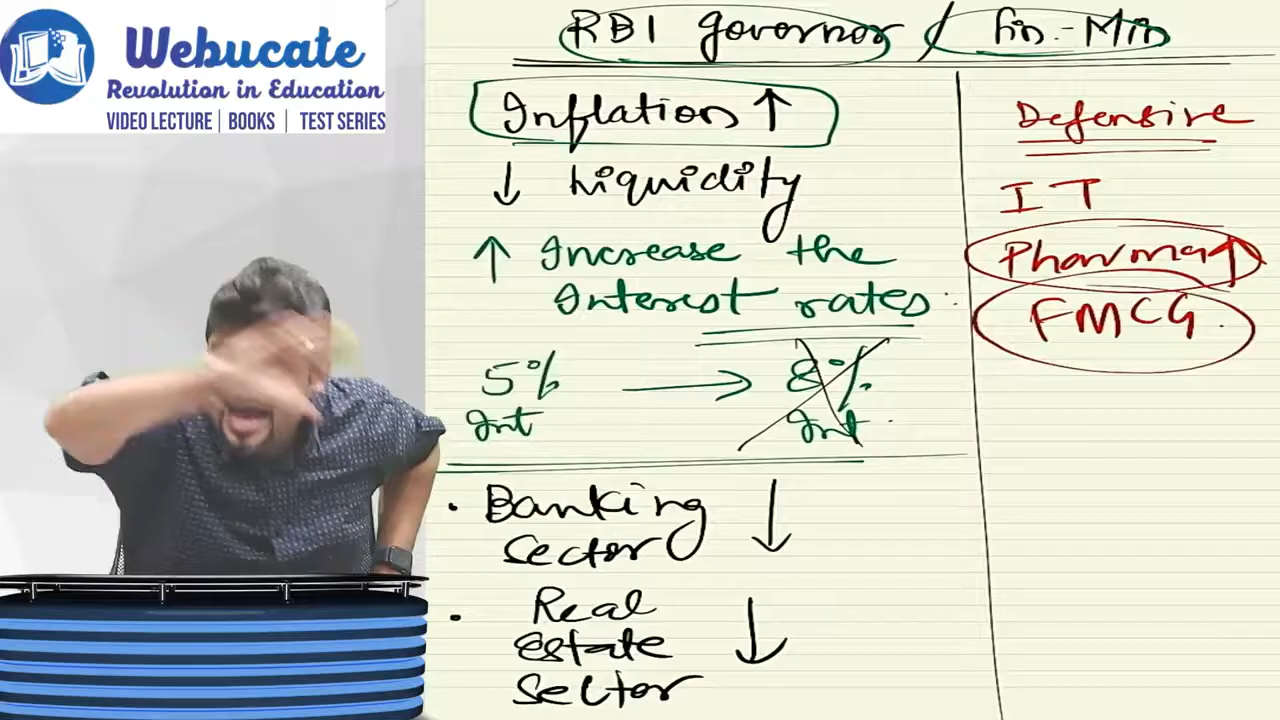 Webucate
Revolution in Education
VIDEO LECTURE | BOOKS | TEST SERIES
RBI governor / Fin.-Min
Inflation ↑
↓ Liquidity
↑ Increase the
Interest rates
5% → 8%
Int Int
• Banking ↓
Sector
• Real
Estate ↓
Sector
Defensive
IT
Pharma ↑
FMCG